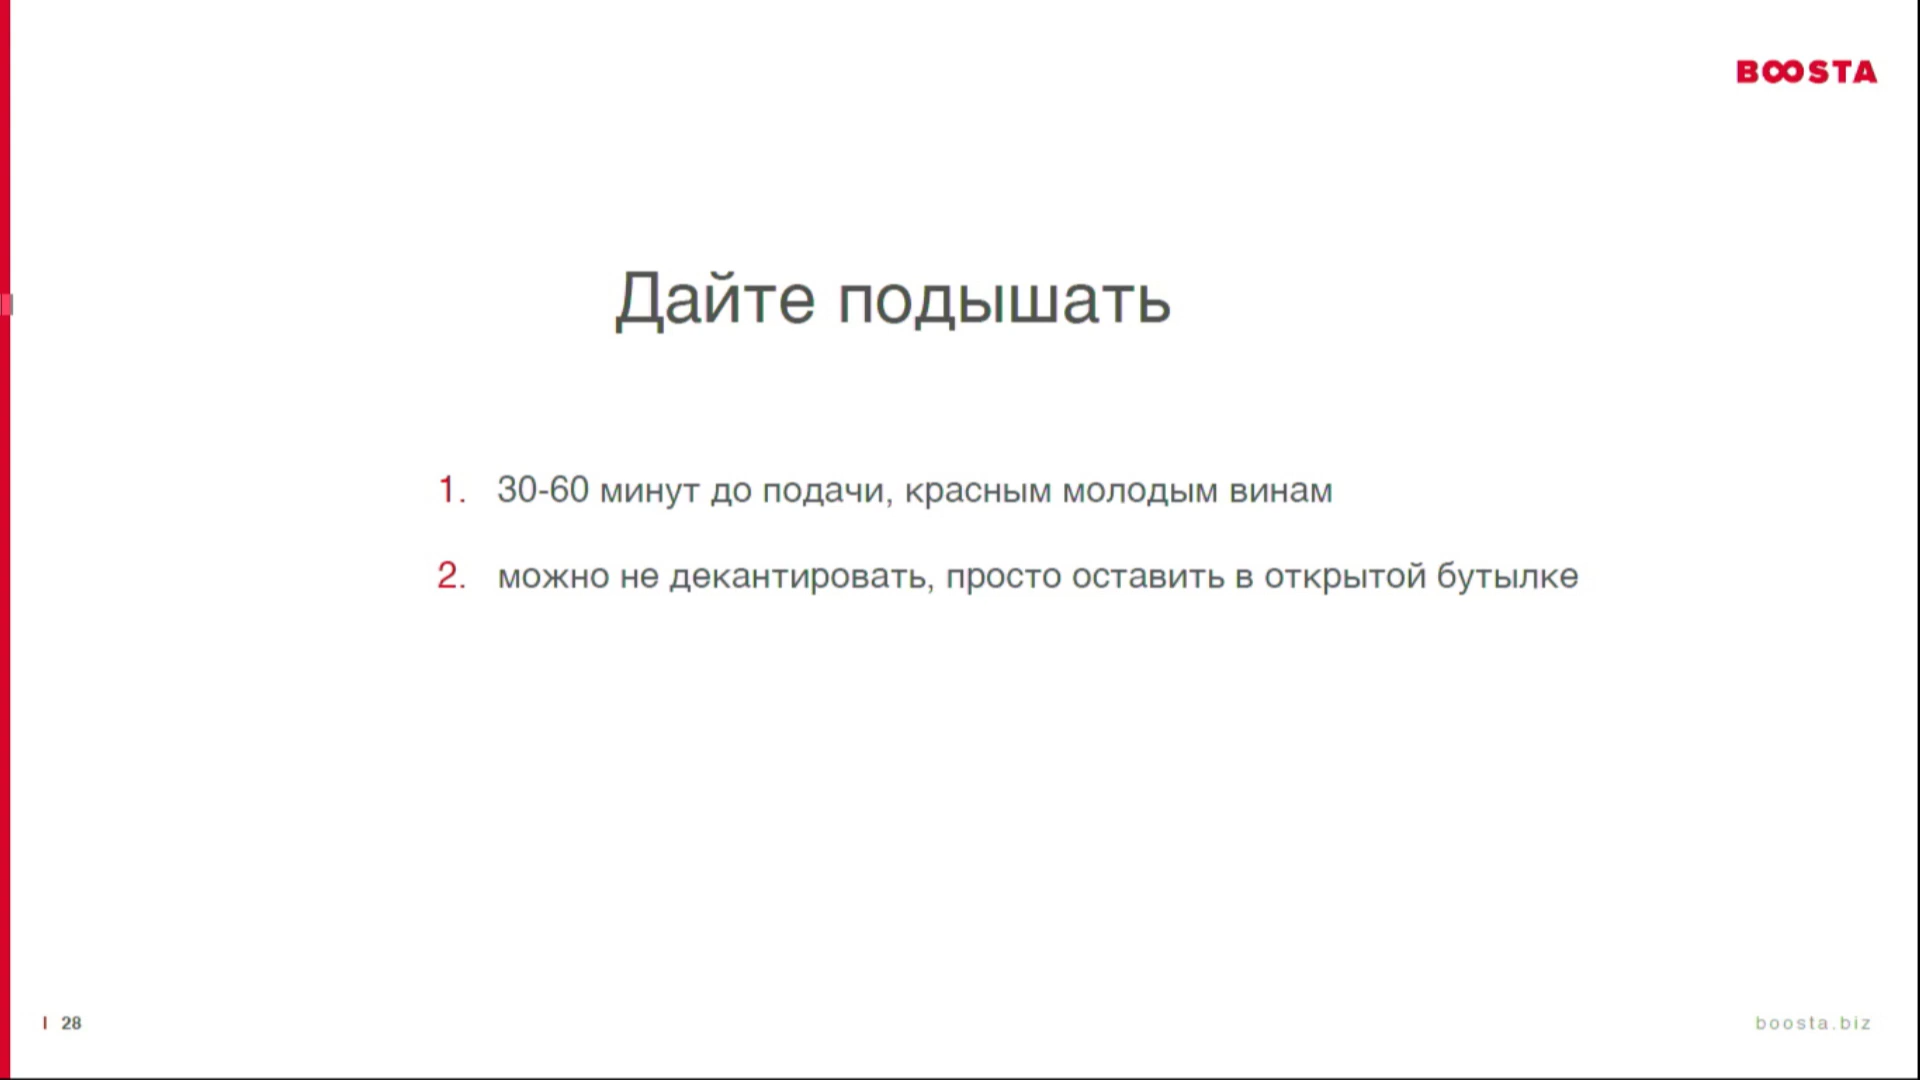 BOOSTA
Дайте подышать
1. 30-60 минут до подачи, красным молодым винам
2. можно не декантировать, просто оставить в открытой бутылке
28
boosta.biz